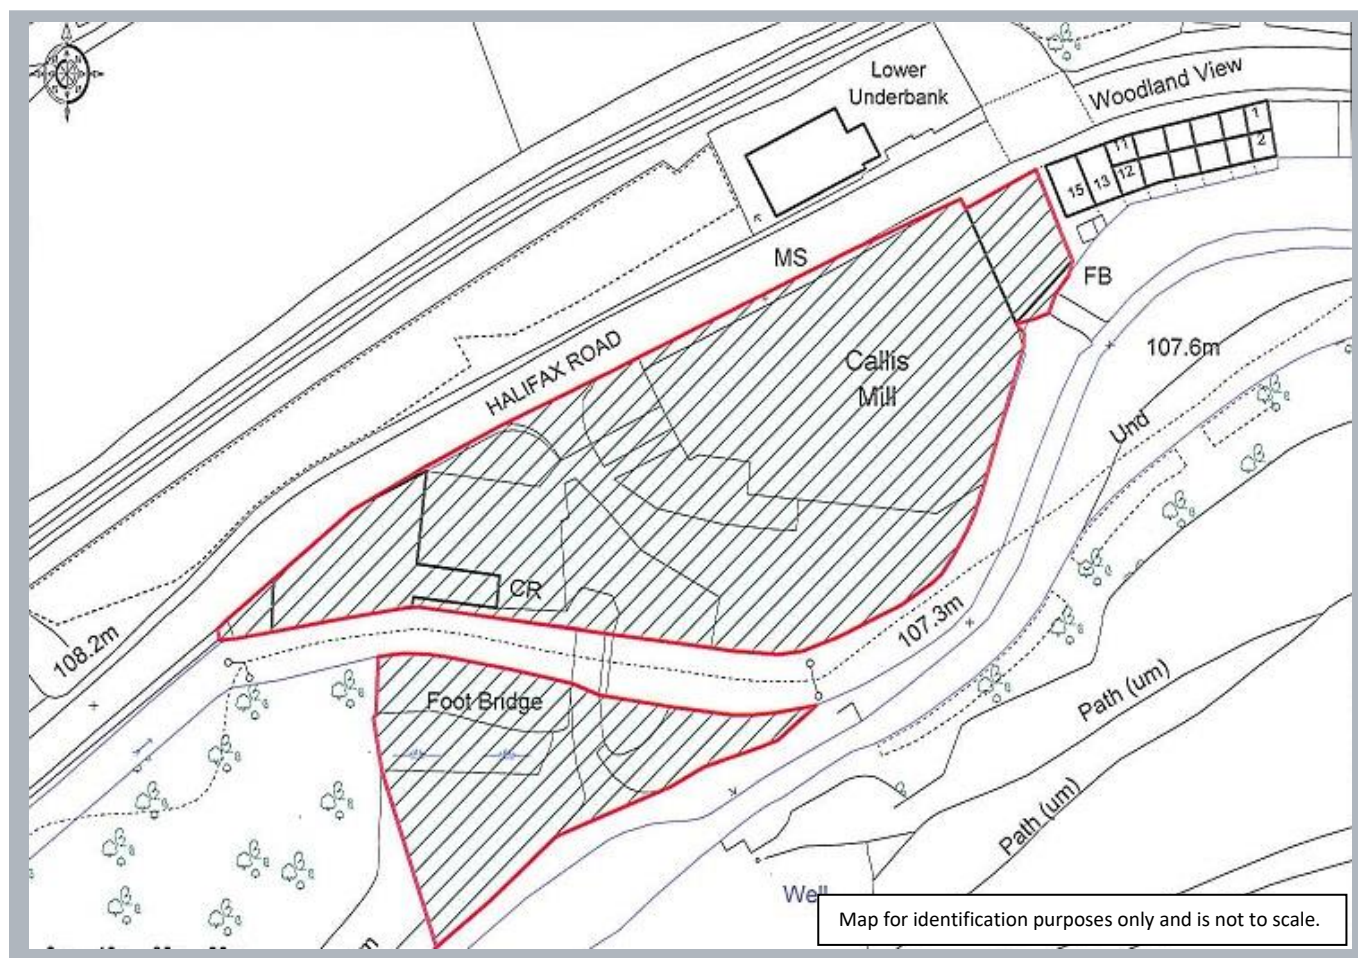 Lower
Underbank
Woodland View
1
11
2
12
13
15
MS
FB
HALIFAX ROAD
Callis
Mill
107.6m
Und
CR
107.3m
108.2m
Foot Bridge
Path (um)
Path (um)
Well
Map for identification purposes only and is not to scale.